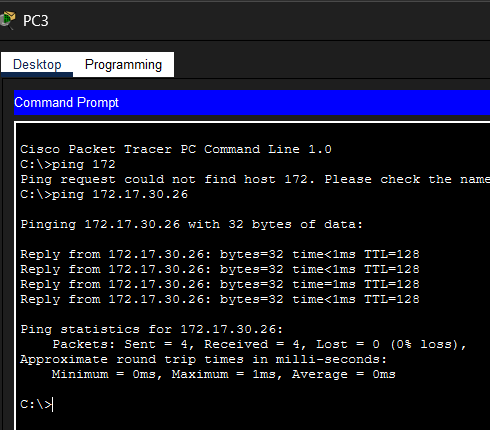 PC3
Desktop Programming
Command Prompt
Cisco Packet Tracer PC Command Line 1.0
C:\>ping 172
Ping request could not find host 172. Please check the name
C:\>ping 172.17.30.26
Pinging 172.17.30.26 with 32 bytes of data:
Reply from 172.17.30.26: bytes=32 time<1ms TTL=128
Reply from 172.17.30.26: bytes=32 time<1ms TTL=128
Reply from 172.17.30.26: bytes=32 time=1ms TTL=128
Reply from 172.17.30.26: bytes=32 time<1ms TTL=128
Ping statistics for 172.17.30.26:
Packets: Sent = 4, Received = 4, Lost = 0 (0% loss),
Approximate round trip times in milli-seconds:
Minimum = 0ms, Maximum = 1ms, Average = 0ms
C:\>